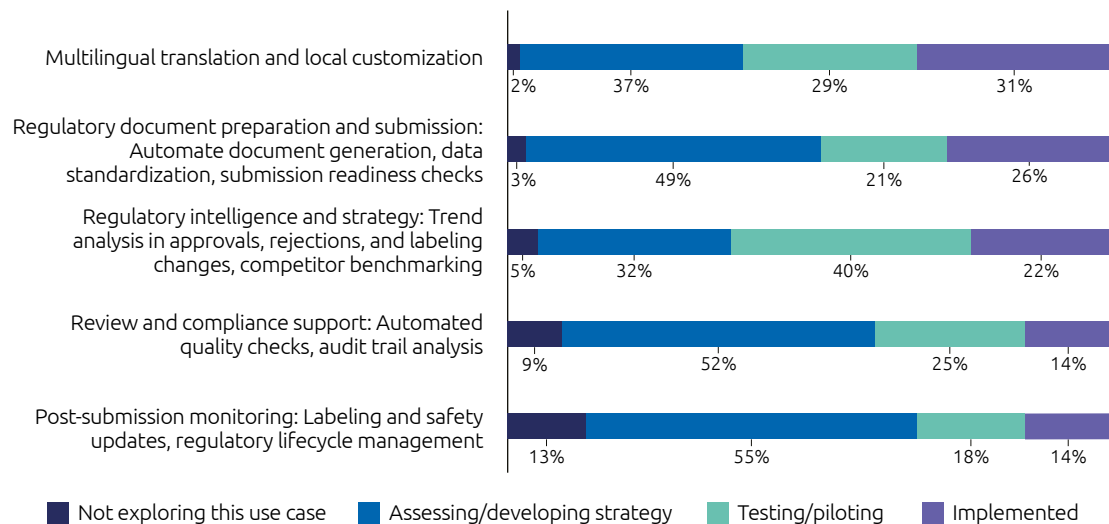 Multilingual translation and local customization
2% 37% 29% 31%
Regulatory document preparation and submission:
Automate document generation, data
standardization, submission readiness checks
3% 49% 21% 26%
Regulatory intelligence and strategy: Trend
analysis in approvals, rejections, and labeling
changes, competitor benchmarking
5% 32% 40% 22%
Review and compliance support: Automated
quality checks, audit trail analysis
9% 52% 25% 14%
Post-submission monitoring: Labeling and safety
updates, regulatory lifecycle management
13% 55% 18% 14%
Not exploring this use case Assessing/developing strategy Testing/piloting Implemented